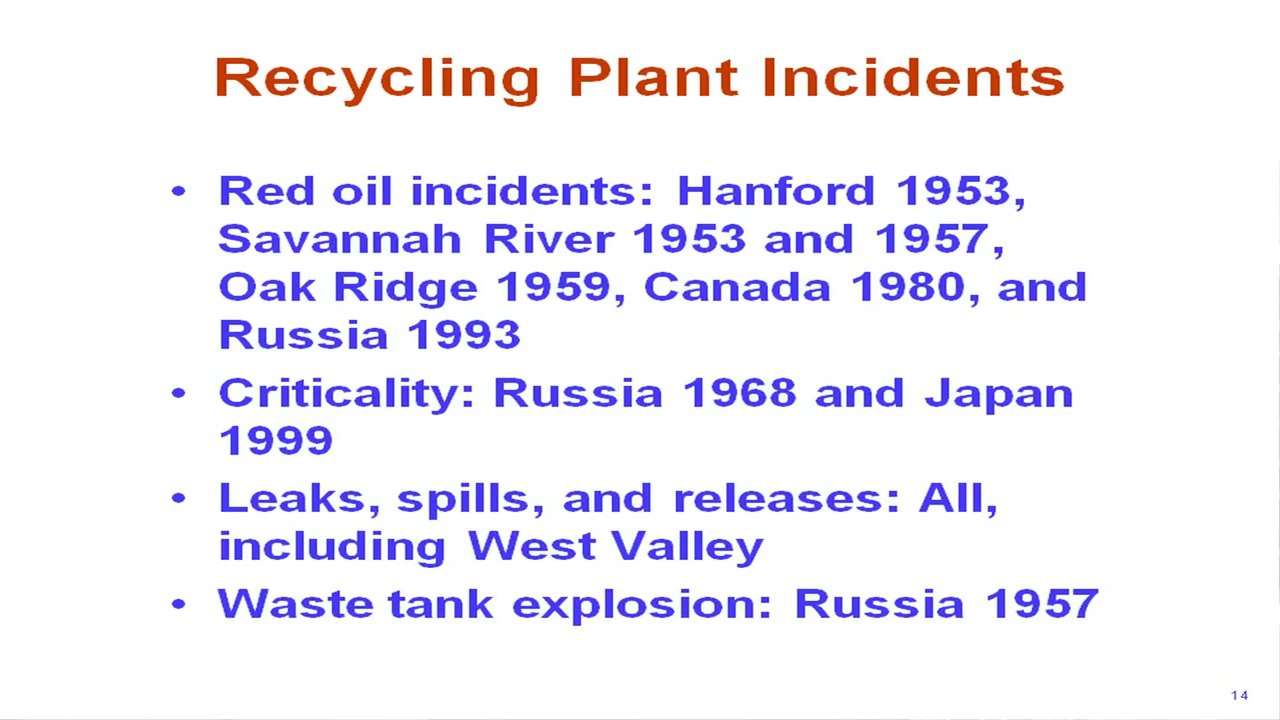 Recycling Plant Incidents
• Red oil incidents: Hanford 1953,
Savannah River 1953 and 1957,
Oak Ridge 1959, Canada 1980, and
Russia 1993
• Criticality: Russia 1968 and Japan
1999
• Leaks, spills, and releases: All,
including West Valley
• Waste tank explosion: Russia 1957
14